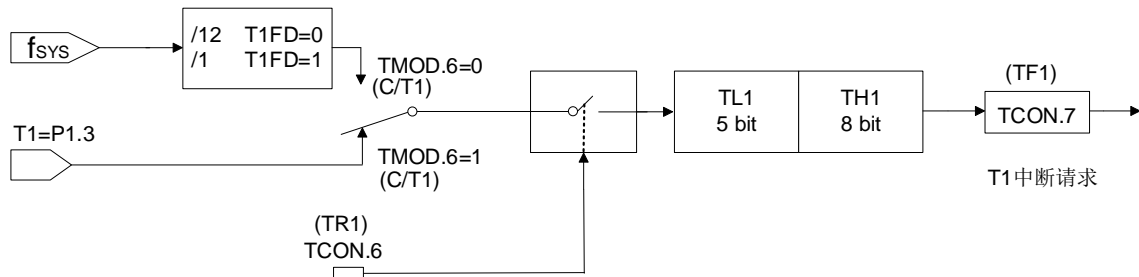 fSYS
/12 T1FD=0
/1 T1FD=1
TMOD.6=0
(C/T1)
T1=P1.3
TMOD.6=1
(C/T1)
(TR1)
TCON.6
TL1
5 bit
TH1
8 bit
(TF1)
TCON.7
T1中断请求